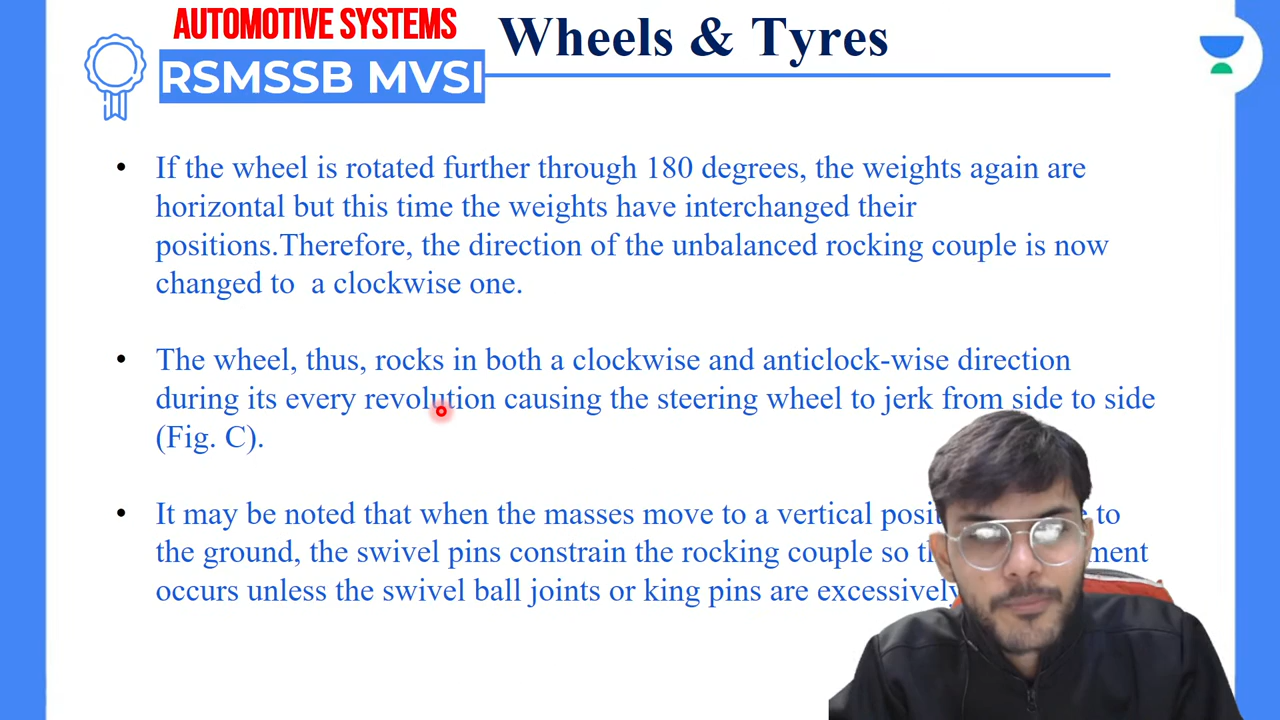 AUTOMOTIVE SYSTEMS
RSMSSB MVSI
Wheels & Tyres
• If the wheel is rotated further through 180 degrees, the weights again are
horizontal but this time the weights have interchanged their
positions.Therefore, the direction of the unbalanced rocking couple is now
changed to a clockwise one.
• The wheel, thus, rocks in both a clockwise and anticlock-wise direction
during its every revolution causing the steering wheel to jerk from side to side
(Fig. C).
• It may be noted that when the masses move to a vertical to
the ground, the swivel pins constrain the rocking couple so
occurs unless the swivel ball joints or king pins are excessively